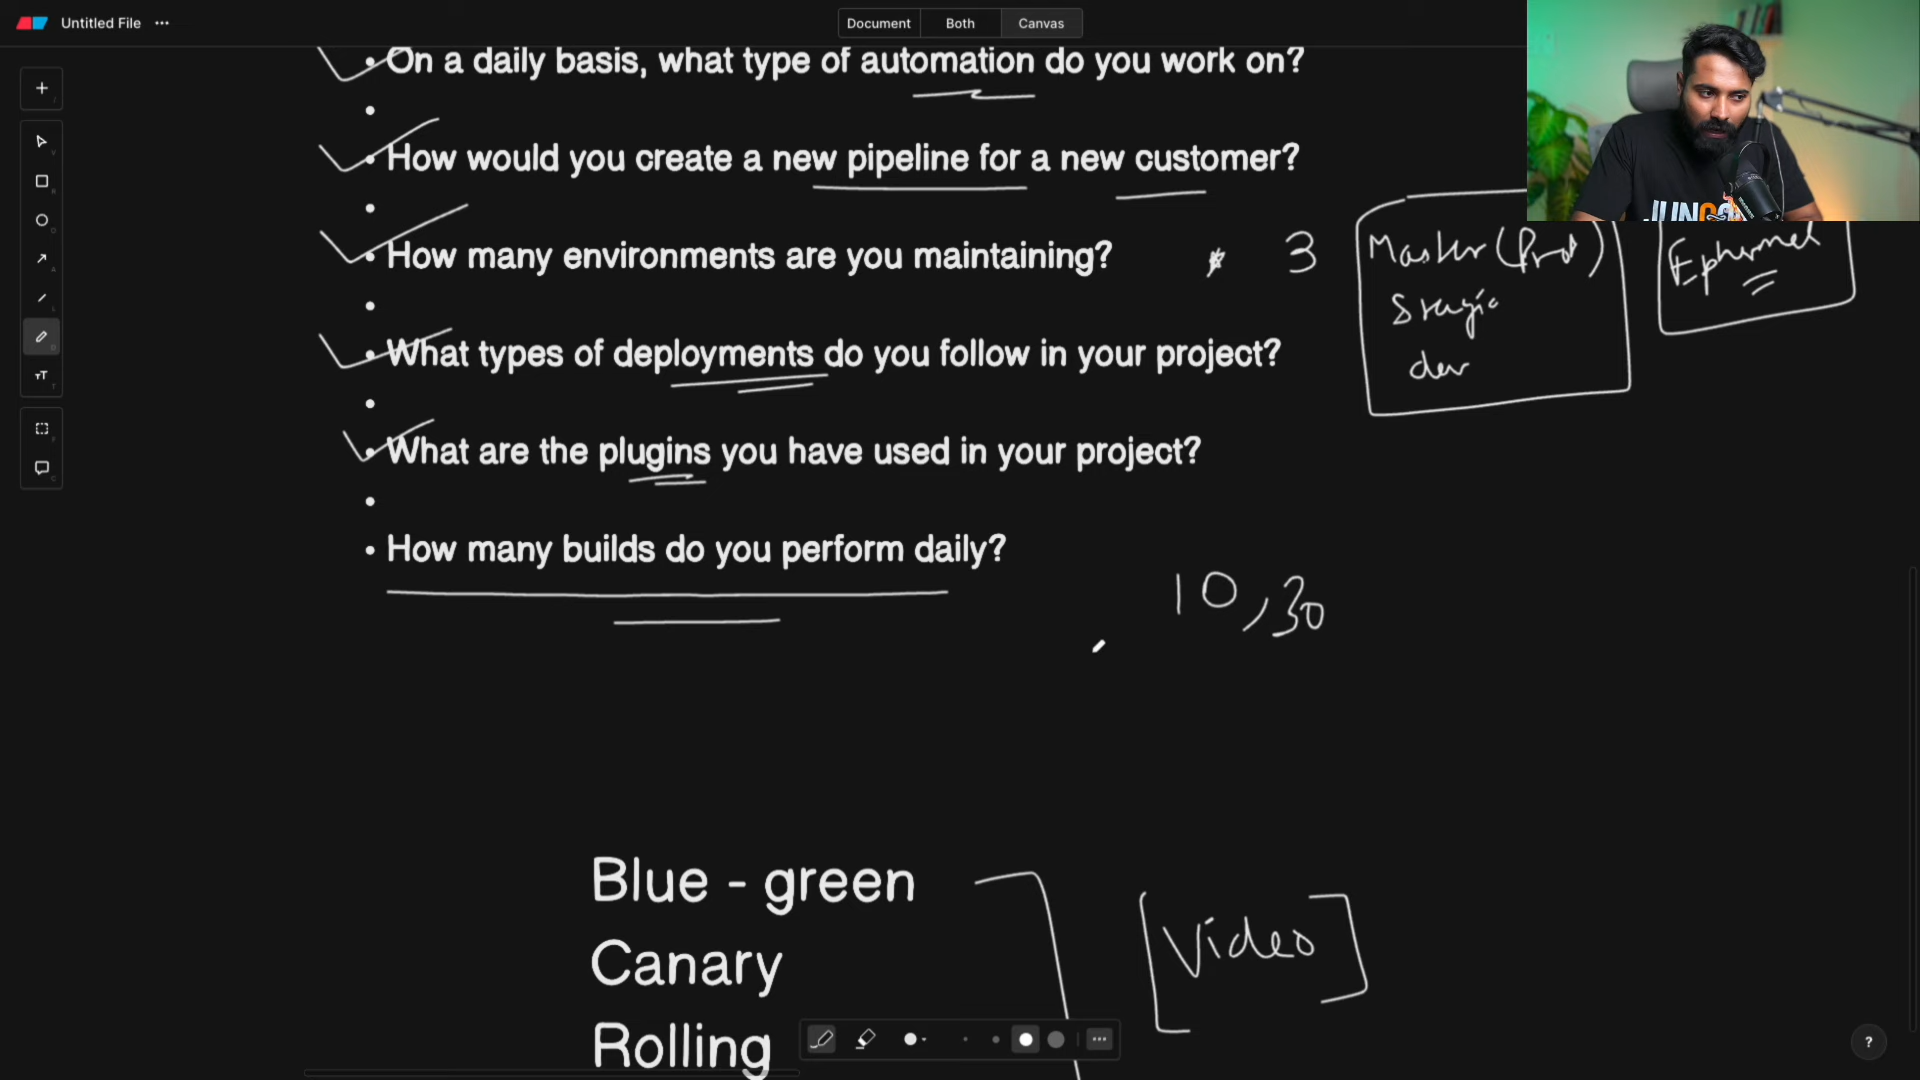 Untitled File
Document Both Canvas
On a daily basis, what type of automation do you work on?
How would you create a new pipeline for a new customer?
How many environments are you maintaining?
3
Master (Prod)
dev
What types of deployments do you follow in your project?
What are the plugins you have used in your project?
How many builds do you perform daily?
10, 30
Blue - green
Canary
Rolling
[Video]
?